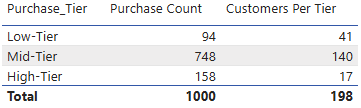 Purchase_Tier Purchase Count Customers Per Tier
Low-Tier 94 41
Mid-Tier 748 140
High-Tier 158 17
Total 1000 198